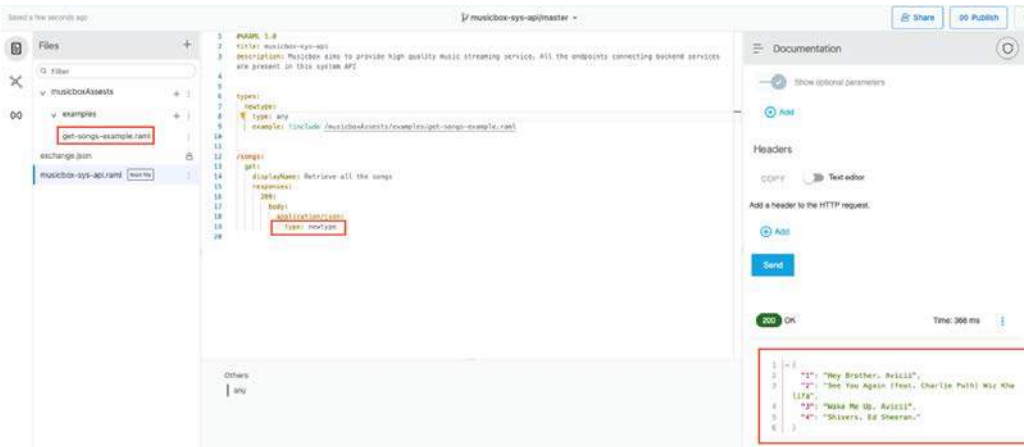 Saved a few seconds ago
musicbox-sys-api/master
Share
Publish
Files
Filter
musicboxAssests
examples
get-songs-example.raml
exchange.json
musicbox-sys-api.raml
1 #%RAML 1.0
2 title: musicbox-sys-api
3 description: Musicbox aims to provide high quality music streaming service. All the endpoints connecting backend services
are present in this system API
4
5
6 types:
7 newtype:
8 type: any
9 example: !include /musicboxAssests/examples/get-songs-example.raml
10
11
12 /songs:
13 get:
14 displayName: Retrieve all the songs
15 responses:
16 200:
17 body:
18 application/json:
19 type: newtype
20
Others
any
Documentation
Show optional parameters
Add
Headers
COPY Text editor
Add a header to the HTTP request.
Add
Send
200 OK Time: 368 ms
1 {
2 "1": "Hey Brother, Avicii",
3 "2": "See You Again (feat. Charlie Puth) Wiz Kha
lifa",
4 "3": "Wake Me Up, Avicii",
5 "4": "Shivers, Ed Sheeran."
6 }